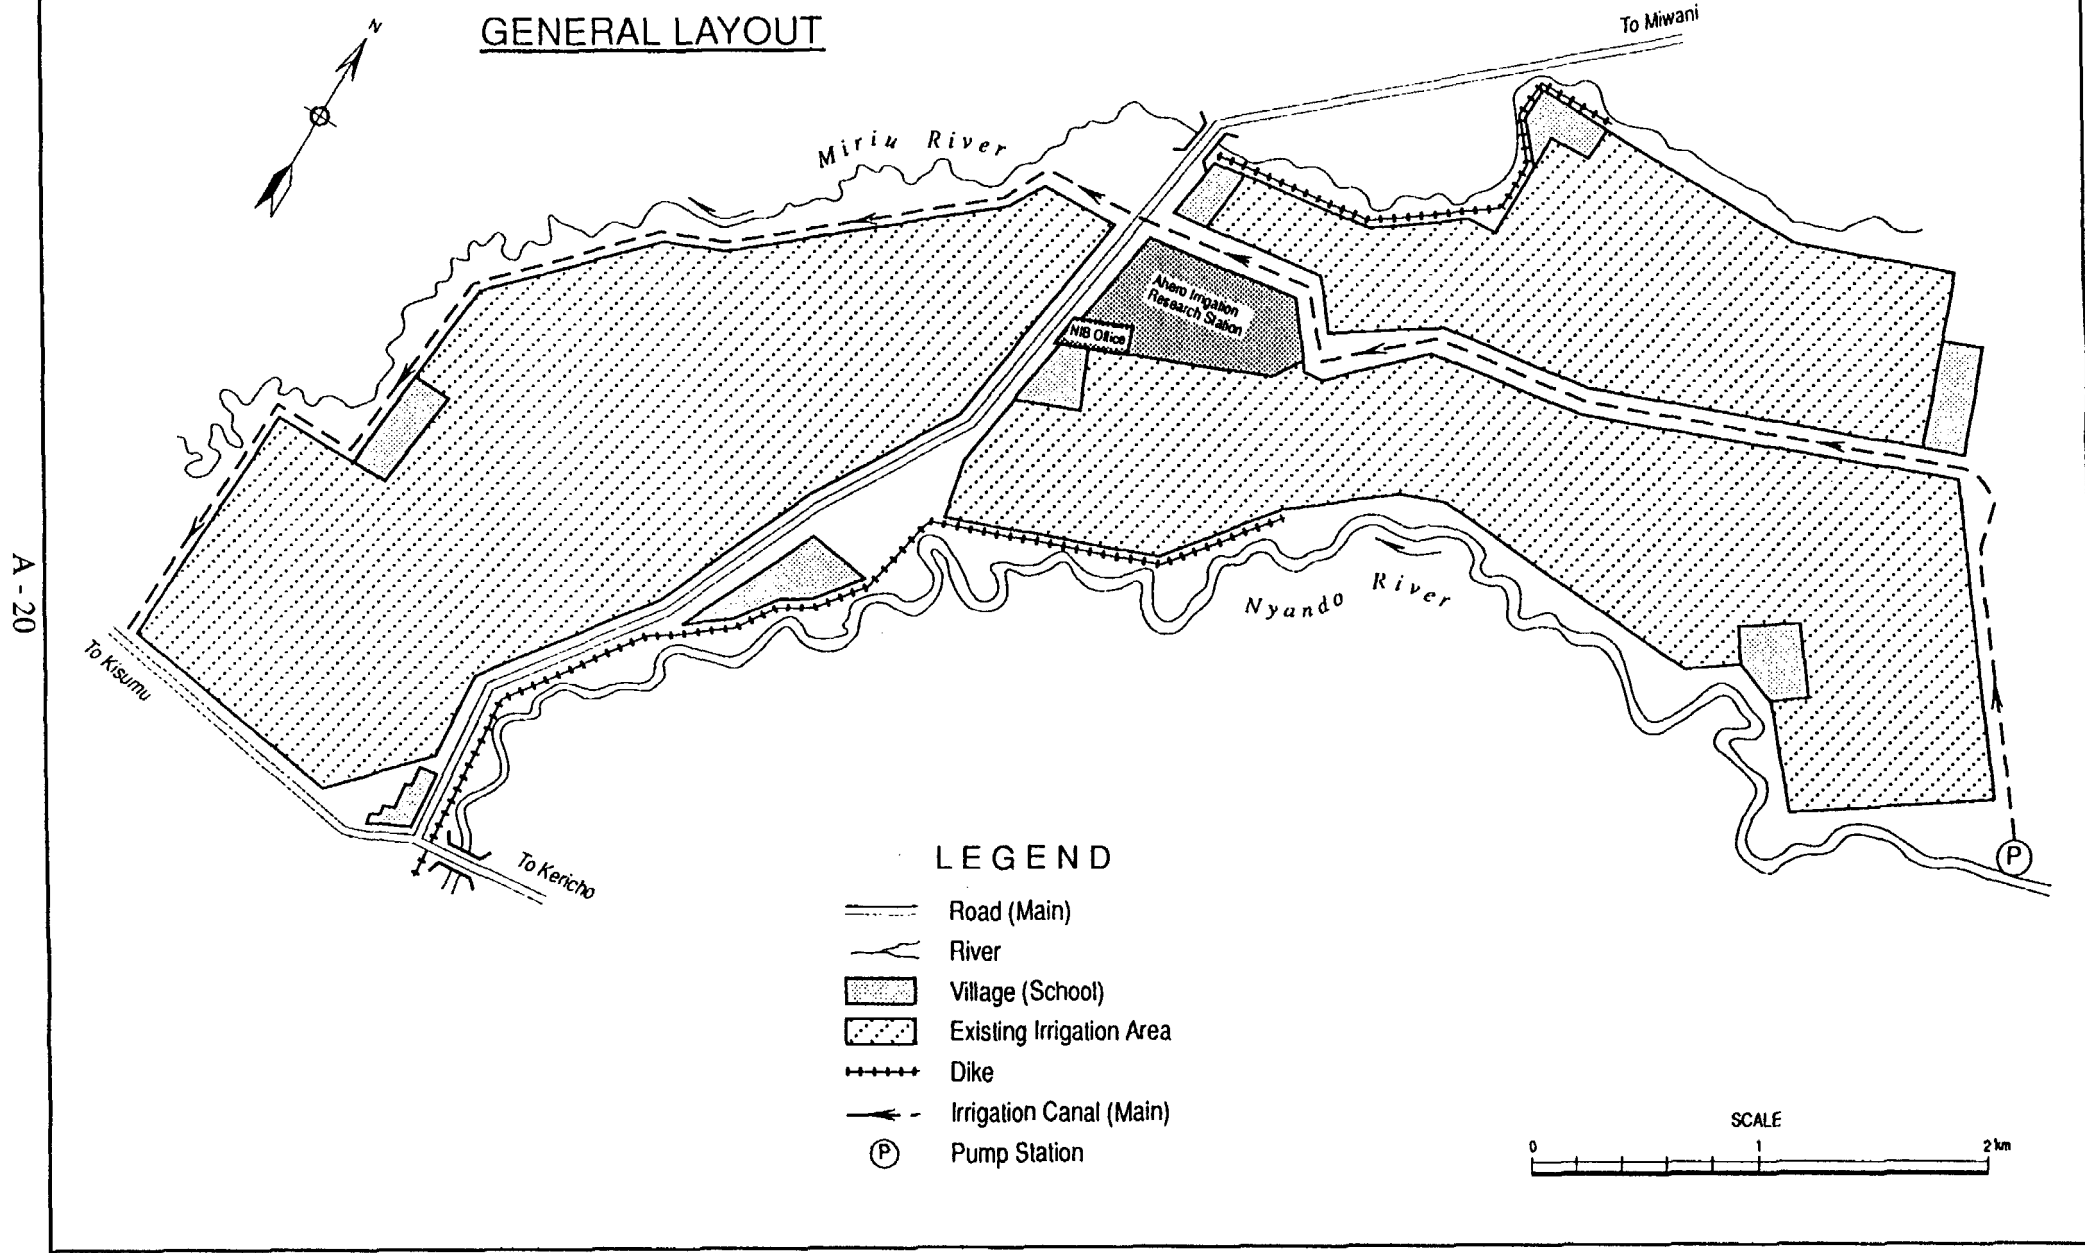 GENERAL LAYOUT
N
To Miwani
Miriu River
Ahero Irrigation
Research Station
NIB Office
A - 20
To Kisumu
Nyando River
To Kericho
P
LEGEND
Road (Main)
River
Village (School)
Existing Irrigation Area
Dike
Irrigation Canal (Main)
P Pump Station
SCALE
0 1 2 km